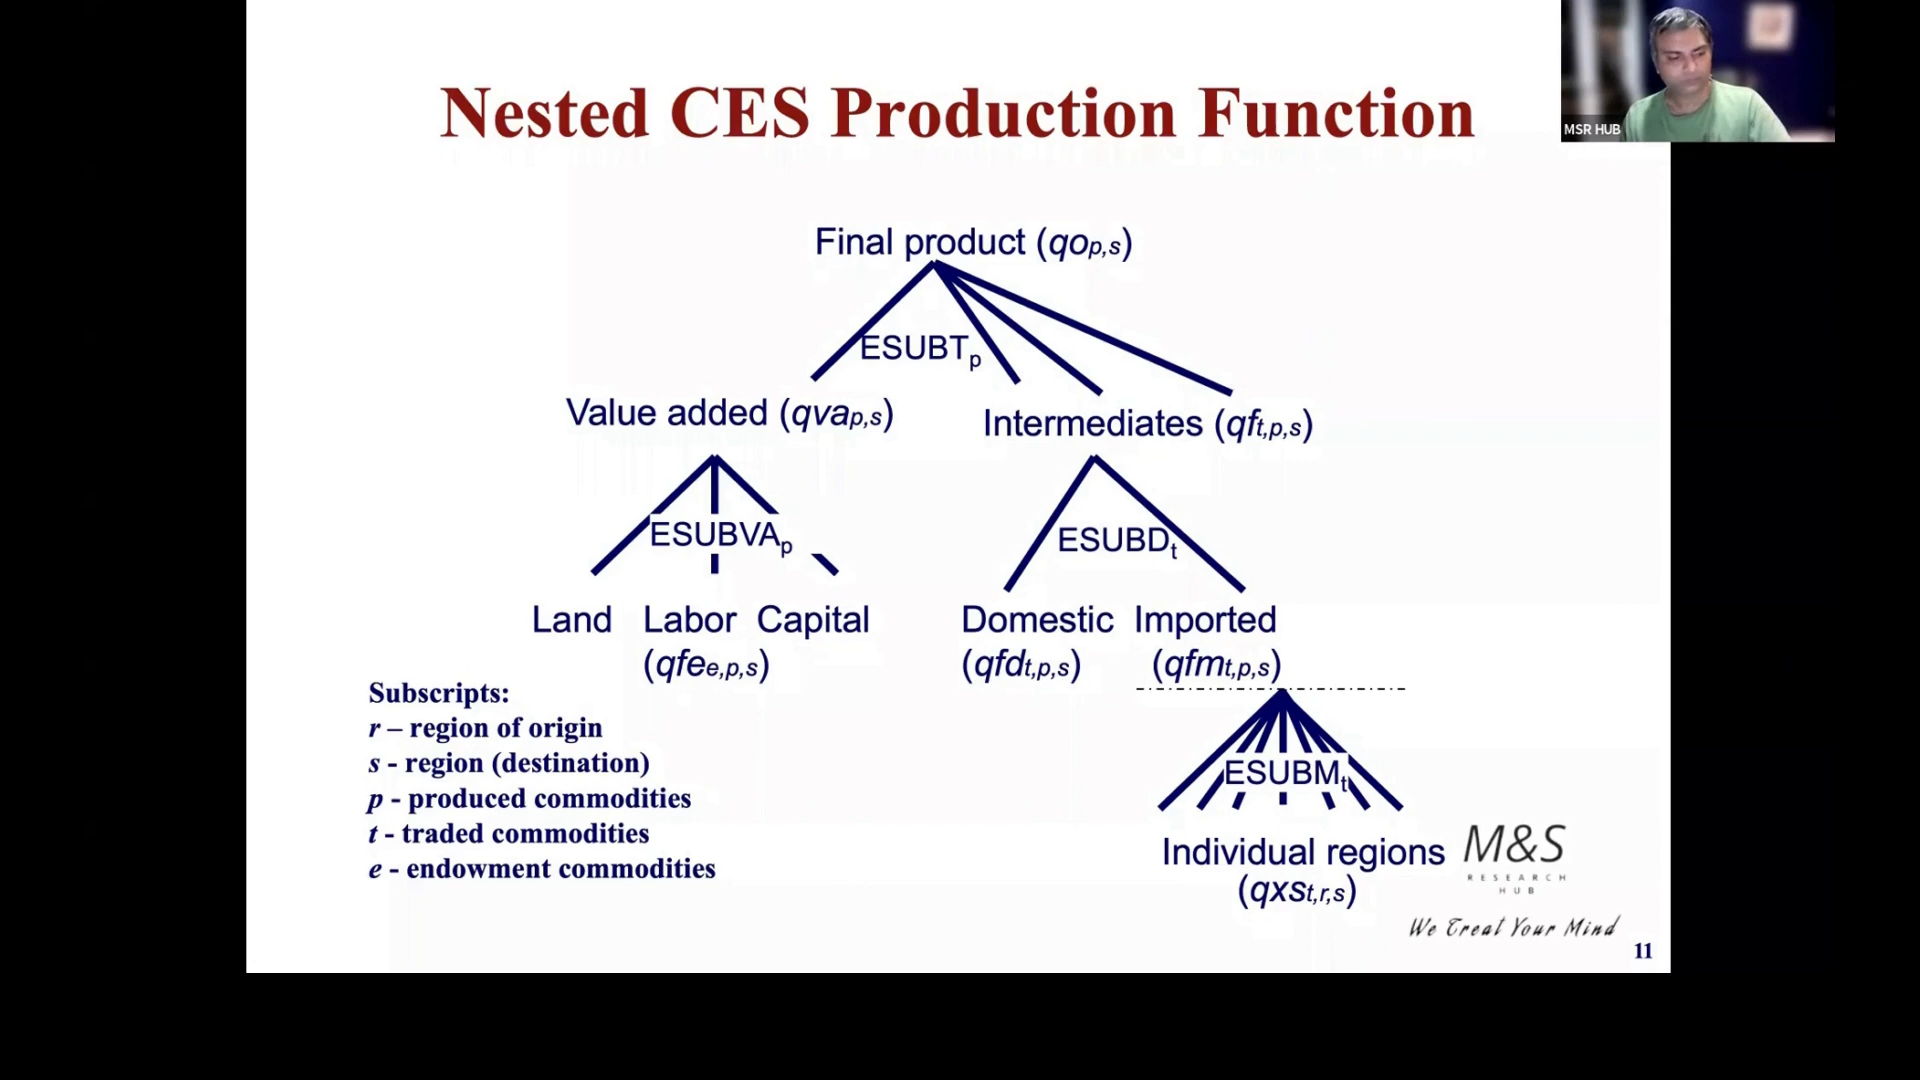 MSR HUB
Nested CES Production Function
Final product (qop,s)
ESUBTp
Value added (qvap,s)
Intermediates (qft,p,s)
ESUBVAp
ESUBDt
Land Labor Capital
Domestic Imported
(qfee,p,s)
(qfdt,p,s)
(qfmt,p,s)
Subscripts:
r – region of origin
s - region (destination)
p - produced commodities
t - traded commodities
e - endowment commodities
ESUBMt
Individual regions
(qxst,r,s)
M&S
RESEARCH
HUB
We Treat Your Mind
11